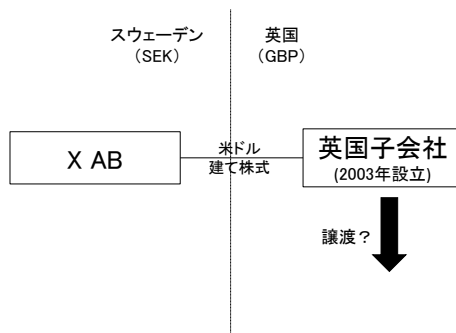 スウェーデン
（SEK）
英国
（GBP）
X AB
米ドル
建て株式
英国子会社
(2003年設立)
譲渡？